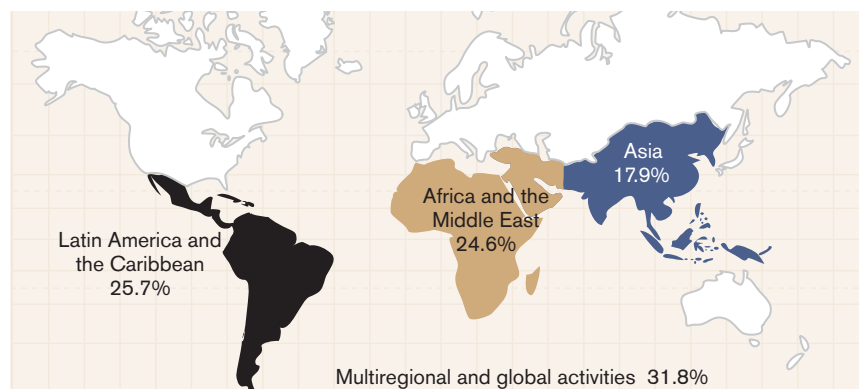 Asia
17.9%
Africa and the
Middle East
24.6%
Latin America and
the Caribbean
25.7%
Multiregional and global activities 31.8%